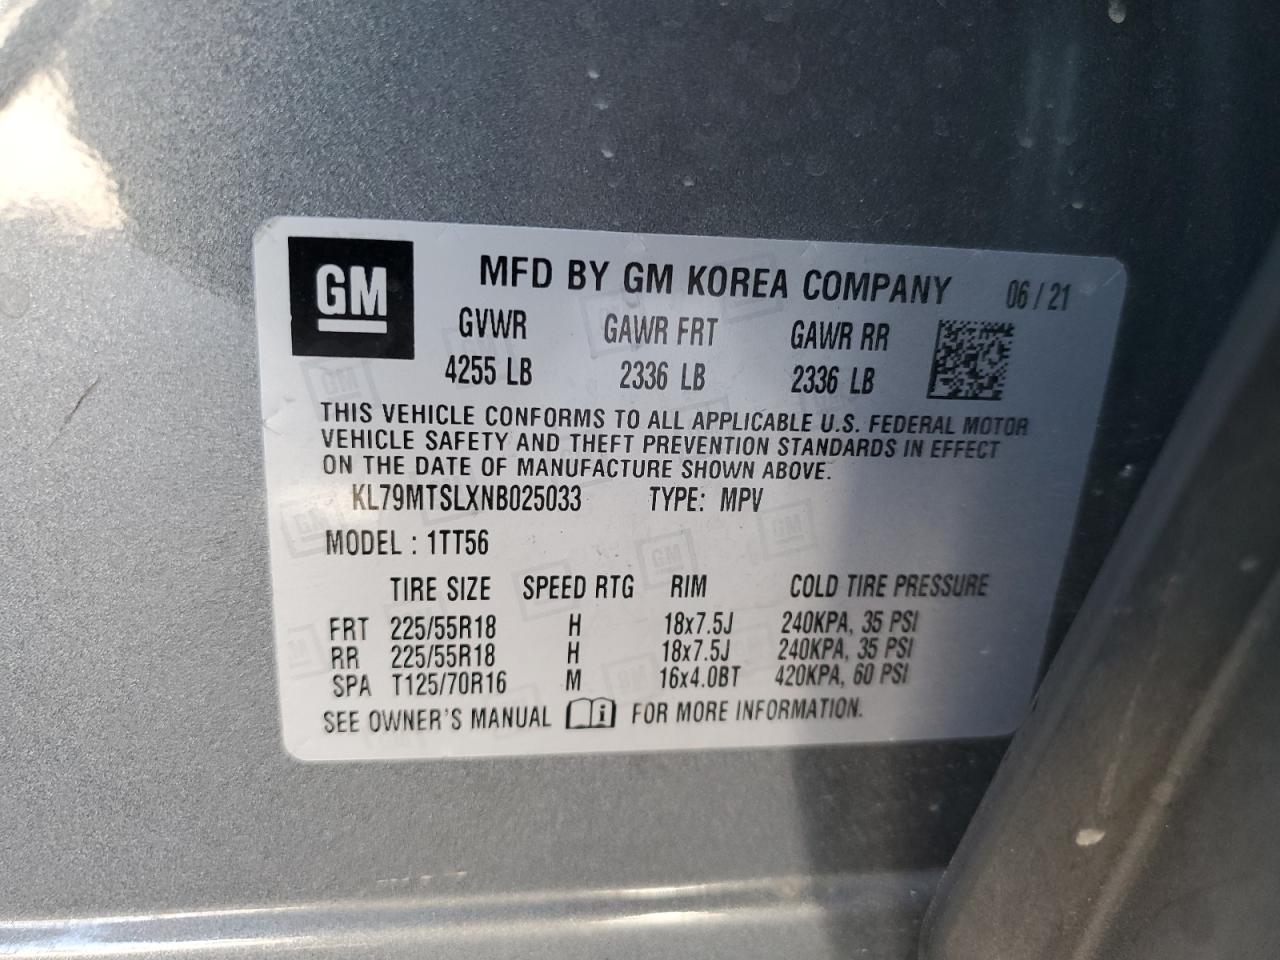 GM
MFD BY GM KOREA COMPANY 06/21
GVWR GAWR FRT GAWR RR
4255 LB 2336 LB 2336 LB
THIS VEHICLE CONFORMS TO ALL APPLICABLE U.S. FEDERAL MOTOR
VEHICLE SAFETY AND THEFT PREVENTION STANDARDS IN EFFECT
ON THE DATE OF MANUFACTURE SHOWN ABOVE.
KL79MTSLXNB025033 TYPE: MPV
MODEL : 1TT56
TIRE SIZE SPEED RTG RIM COLD TIRE PRESSURE
FRT 225/55R18 H 18x7.5J 240KPA, 35 PSI
RR 225/55R18 H 18x7.5J 240KPA, 35 PSI
SPA T125/70R16 M 16x4.0BT 420KPA, 60 PSI
SEE OWNER'S MANUAL i FOR MORE INFORMATION.